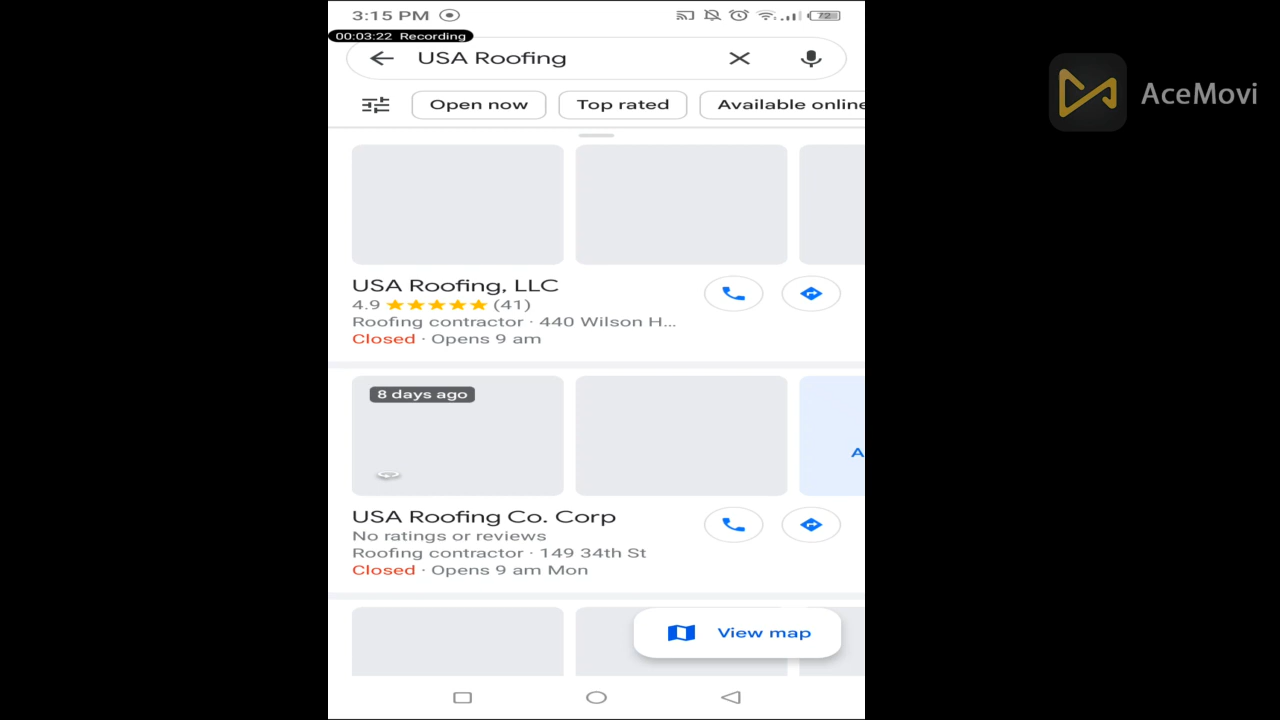 3:15 PM
72
00:03:22 Recording
USA Roofing
Open now
Top rated
Available online
AceMovi
USA Roofing, LLC
4.9 (41)
Roofing contractor · 440 Wilson H...
Closed · Opens 9 am
8 days ago
A
USA Roofing Co. Corp
No ratings or reviews
Roofing contractor · 149 34th St
Closed · Opens 9 am Mon
View map